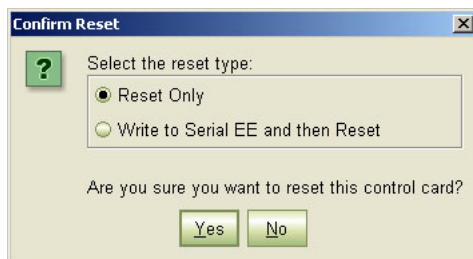 Confirm Reset
?
Select the reset type:
Reset Only
Write to Serial EE and then Reset
Are you sure you want to reset this control card?
Yes No